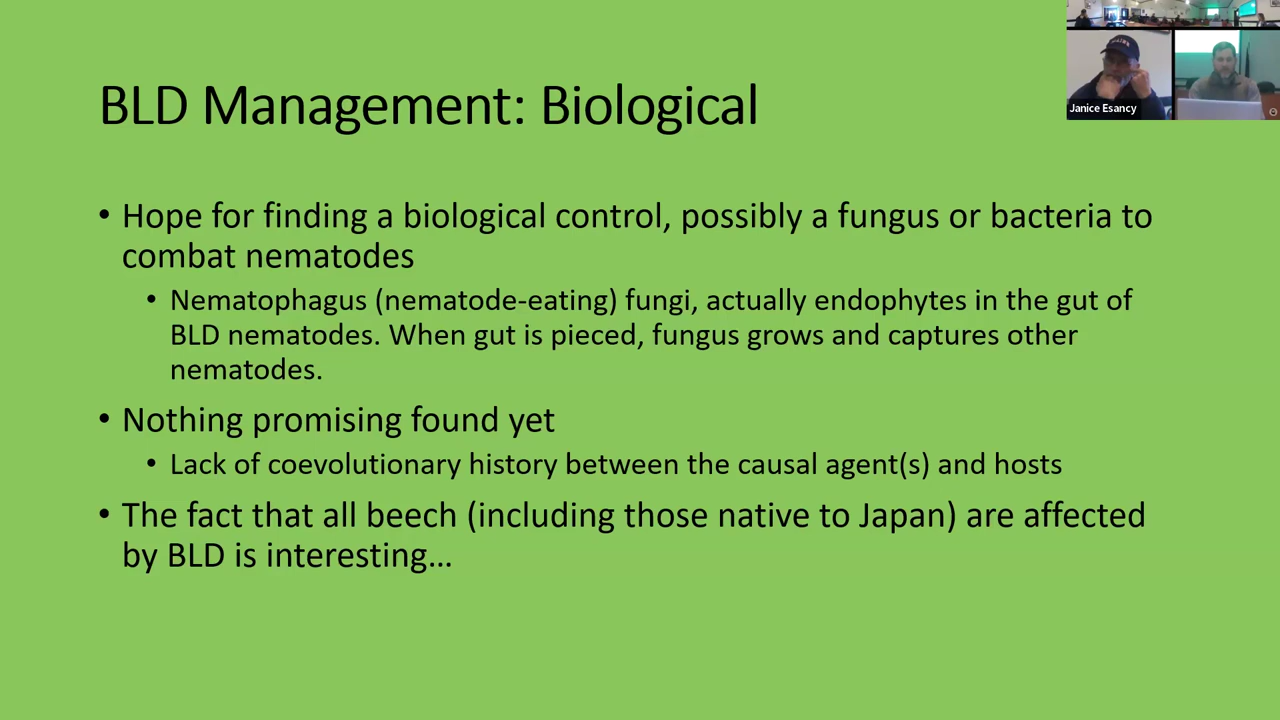 BLD Management: Biological
Janice Esancy
• Hope for finding a biological control, possibly a fungus or bacteria to
combat nematodes
• Nematophagus (nematode-eating) fungi, actually endophytes in the gut of
BLD nematodes. When gut is pieced, fungus grows and captures other
nematodes.
• Nothing promising found yet
• Lack of coevolutionary history between the causal agent(s) and hosts
• The fact that all beech (including those native to Japan) are affected
by BLD is interesting…